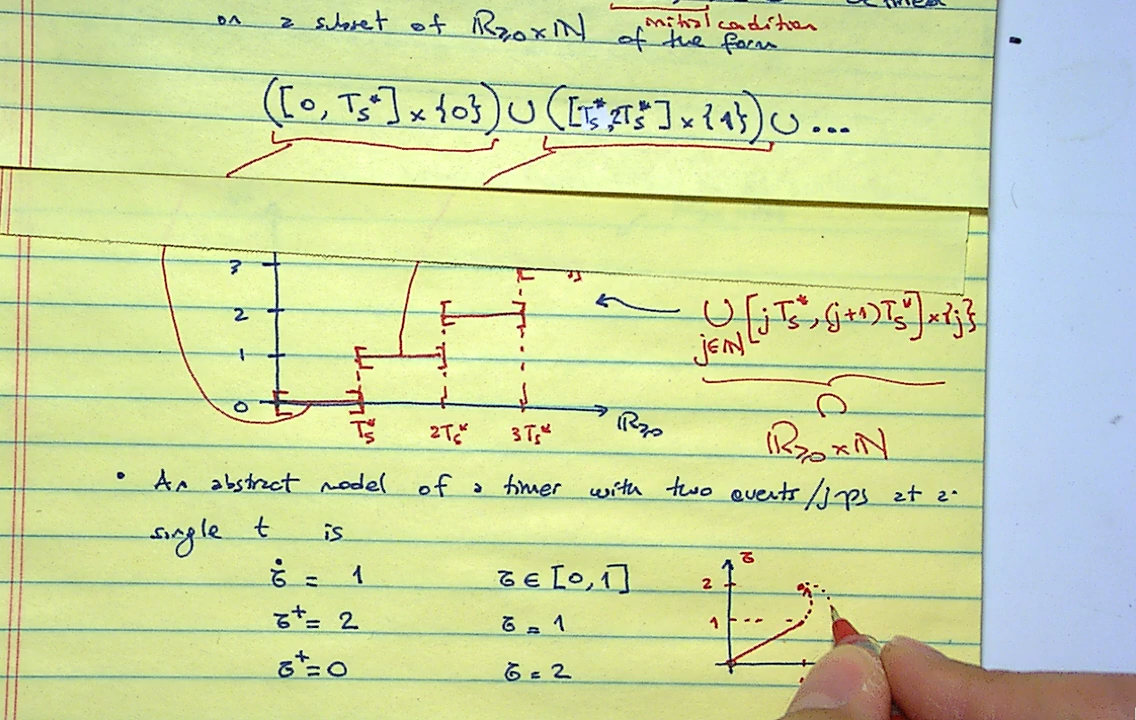 on a subset of ℝ≥0 × ℕ of the form
initial condition
([0, Ts*] × {0}) ∪ ([Ts*, 2Ts*] × {1}) ∪ ...
3
2
1
0
Ts* 2Ts* 3Ts* ℝ≥0
∪ j∈ℕ [jTs*, (j+1)Ts*] × {j}
∩
ℝ≥0 × ℕ
• An abstract model of a timer with two events/jps at a
single t is
τ̇ = 1 τ ∈ [0, 1]
τ⁺ = 2 τ = 1
τ⁺ = 0 τ = 2
τ
2
1